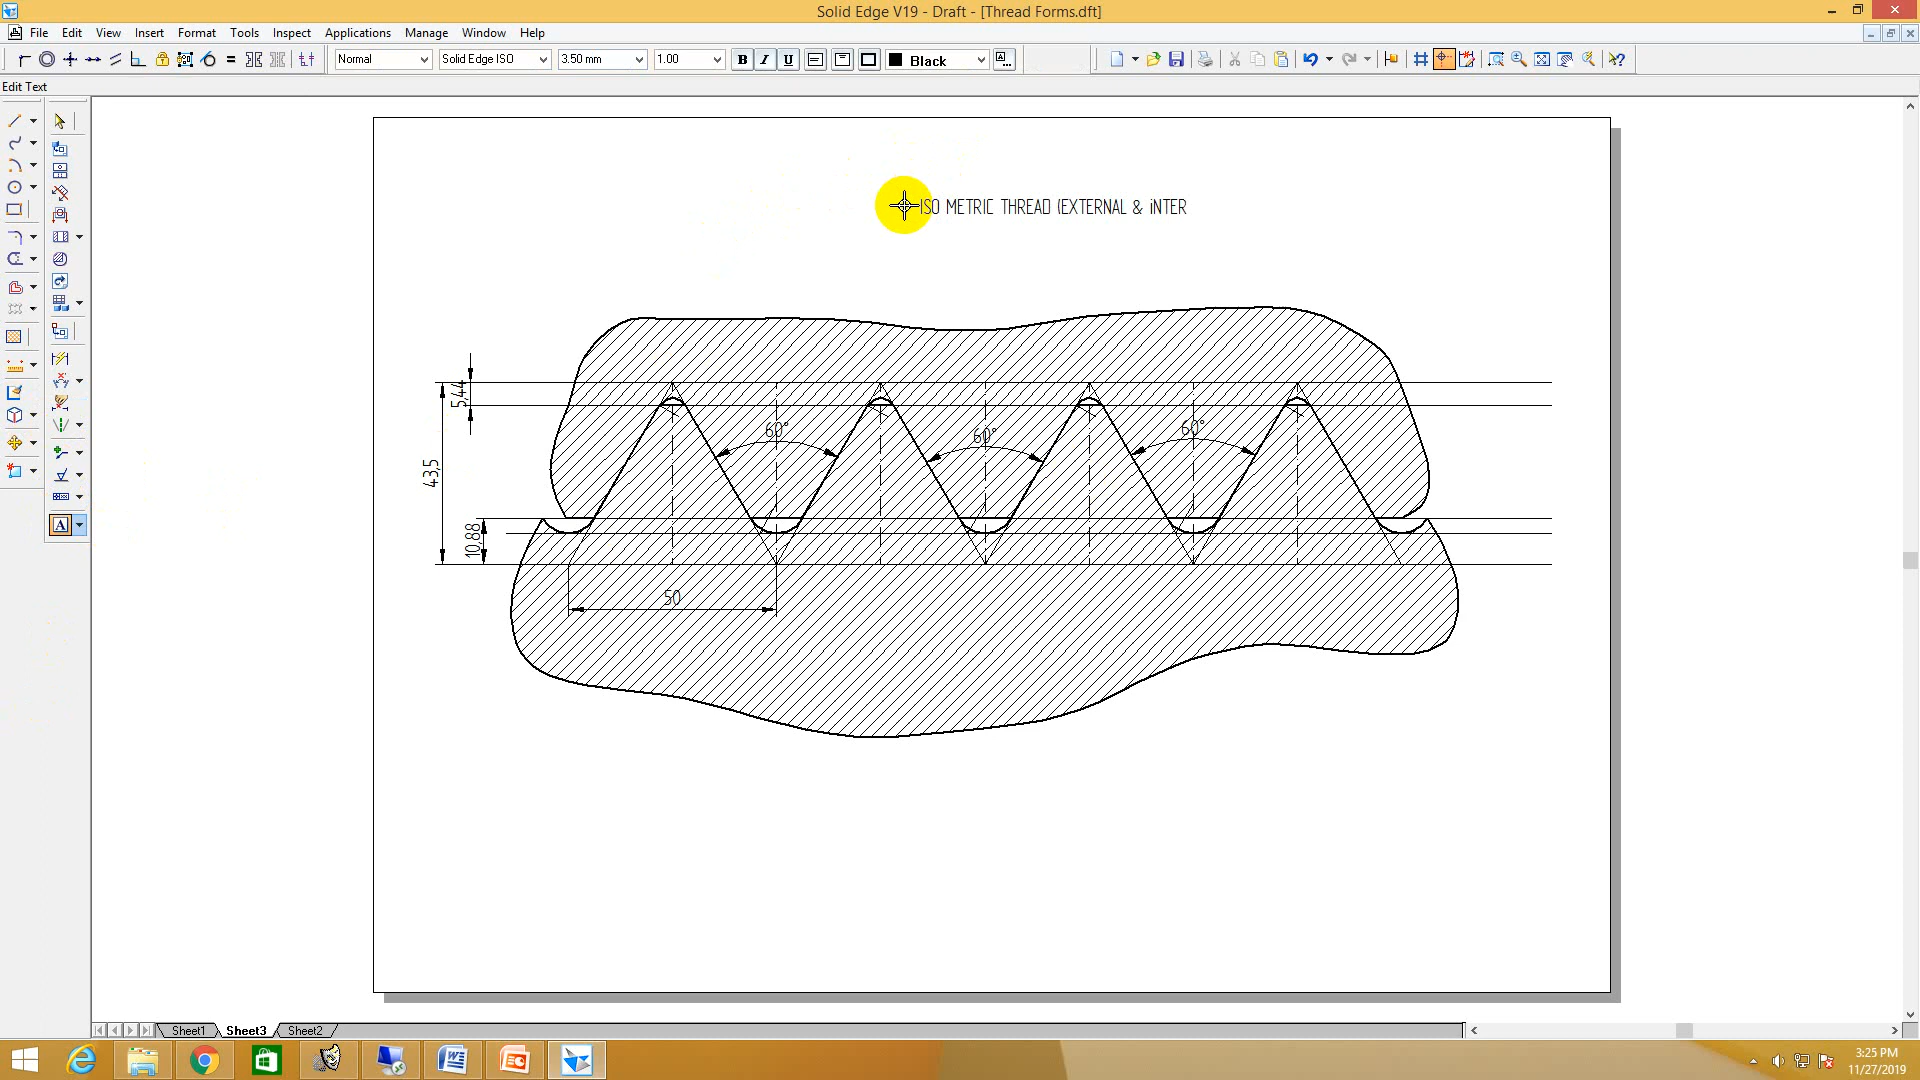 Solid Edge V19 - Draft - [Thread Forms.dft]
File Edit View Insert Format Tools Inspect Applications Manage Window Help
Normal Solid Edge ISO 3.50 mm 1.00 B I U Black A...
Edit Text
ISO METRIC THREAD (EXTERNAL & iNTER
5,44
60° 60° 60°
43,5
10,88
50
A
Sheet1 Sheet3 Sheet2
3:25 PM
11/27/2019